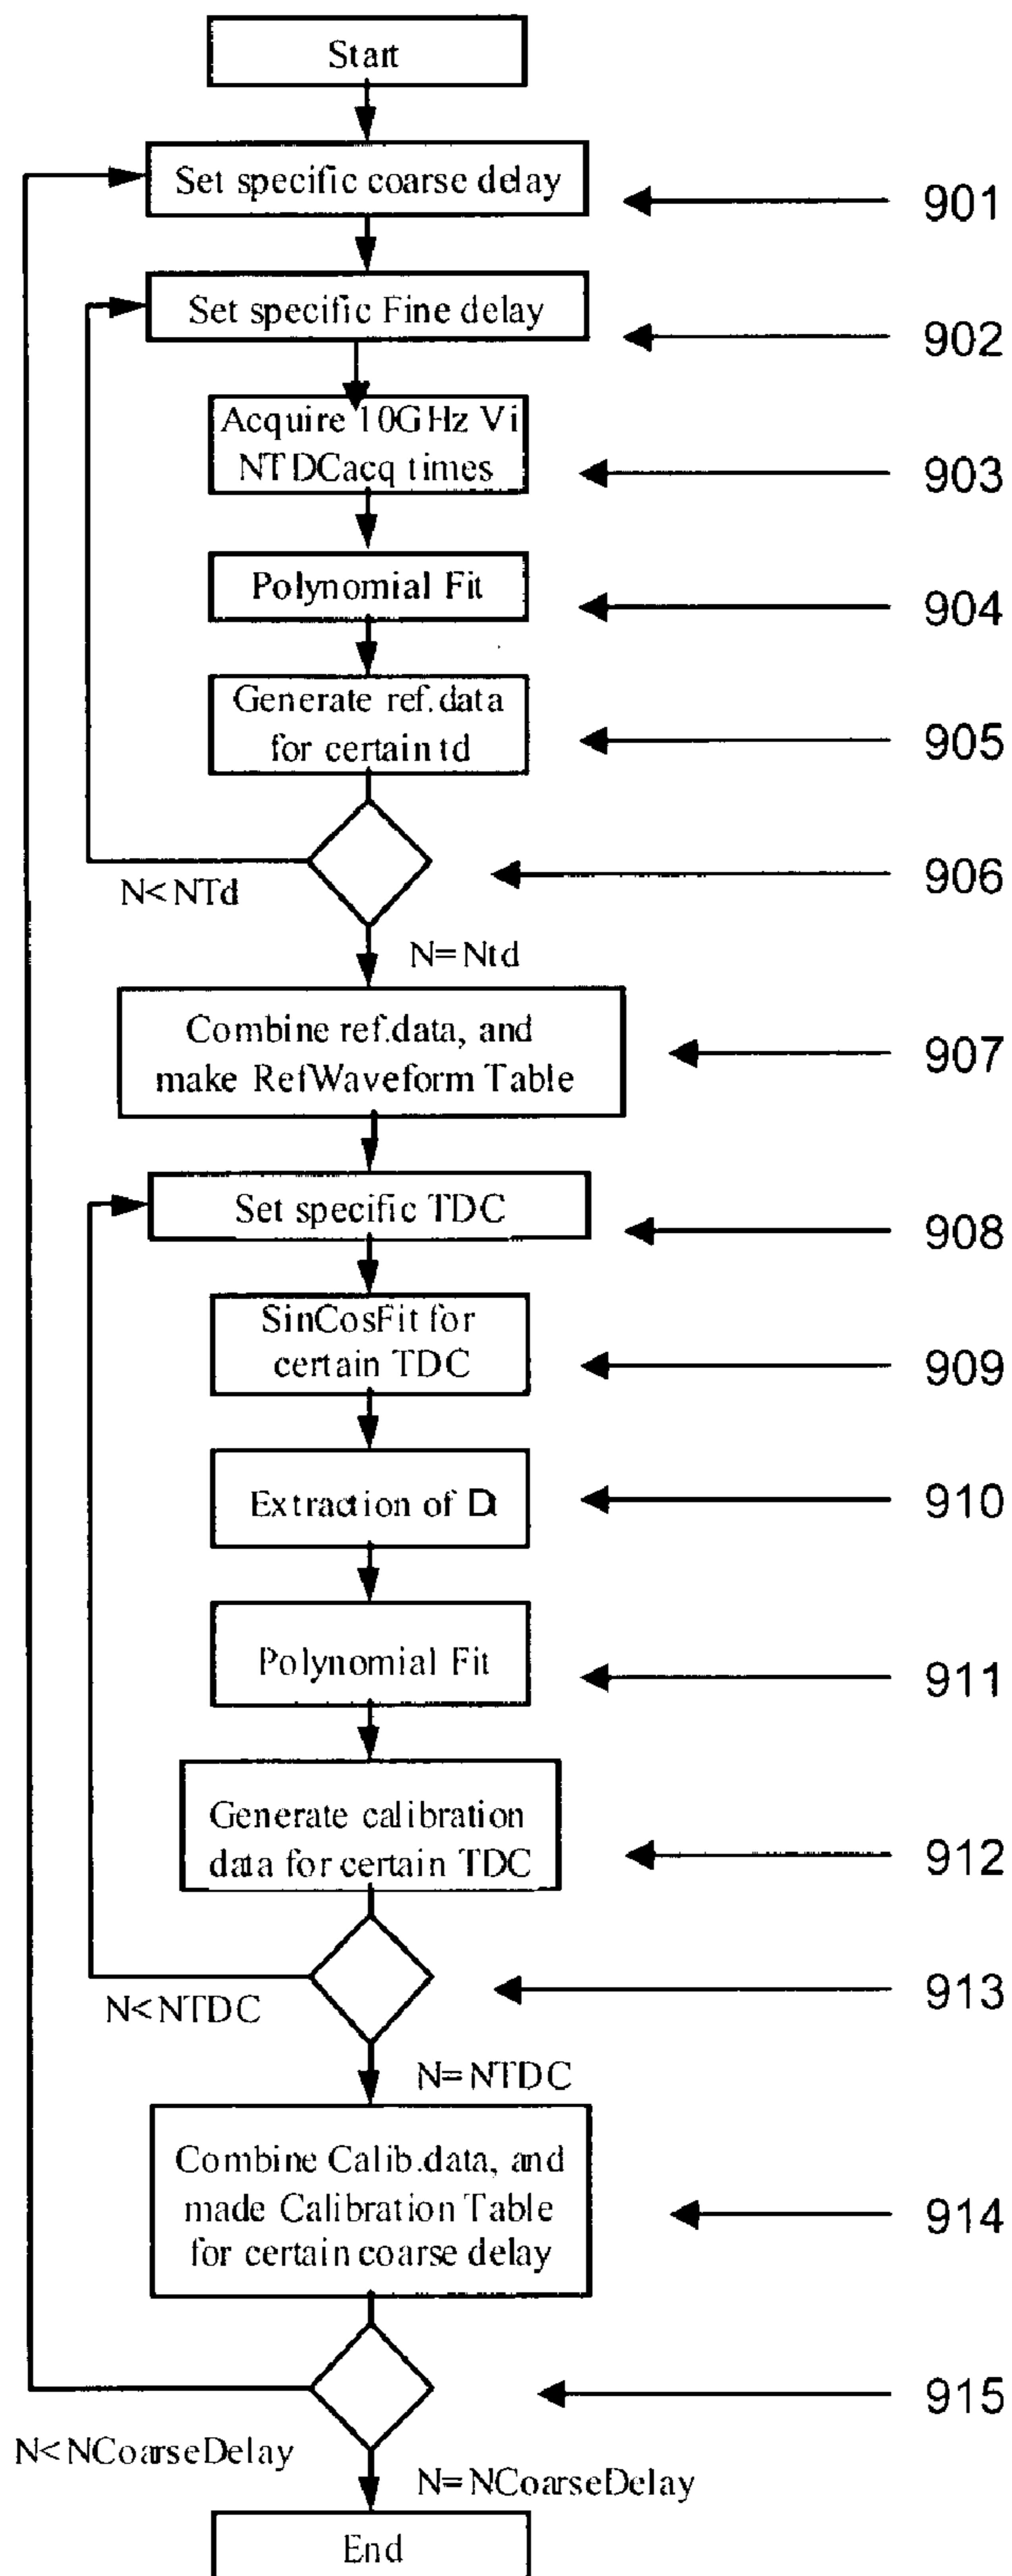 Start
Set specific coarse delay
901
Set specific Fine delay
902
Acquire 10GHz Vi
NTDCacq times
903
Polynomial Fit
904
Generate ref.data
for certain td
905
906
N<NTd
N=Ntd
Combine ref.data, and
make RefWaveform Table
907
Set specific TDC
908
SinCosFit for
certain TDC
909
Extraction of Dt
910
Polynomial Fit
911
Generate calibration
data for certain TDC
912
913
N<NTDC
N=NTDC
Combine Calib.data, and
made Calibration Table
for certain coarse delay
914
915
N<NCoarseDelay
N=NCoarseDelay
End